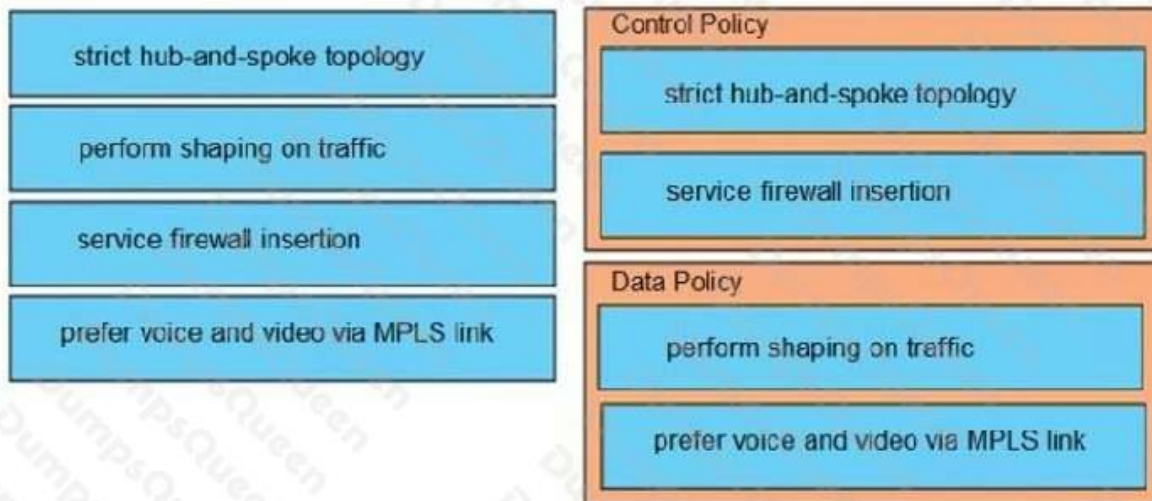 strict hub-and-spoke topology
perform shaping on traffic
service firewall insertion
prefer voice and video via MPLS link
Control Policy
strict hub-and-spoke topology
service firewall insertion
Data Policy
perform shaping on traffic
prefer voice and video via MPLS link
DumpsQueen